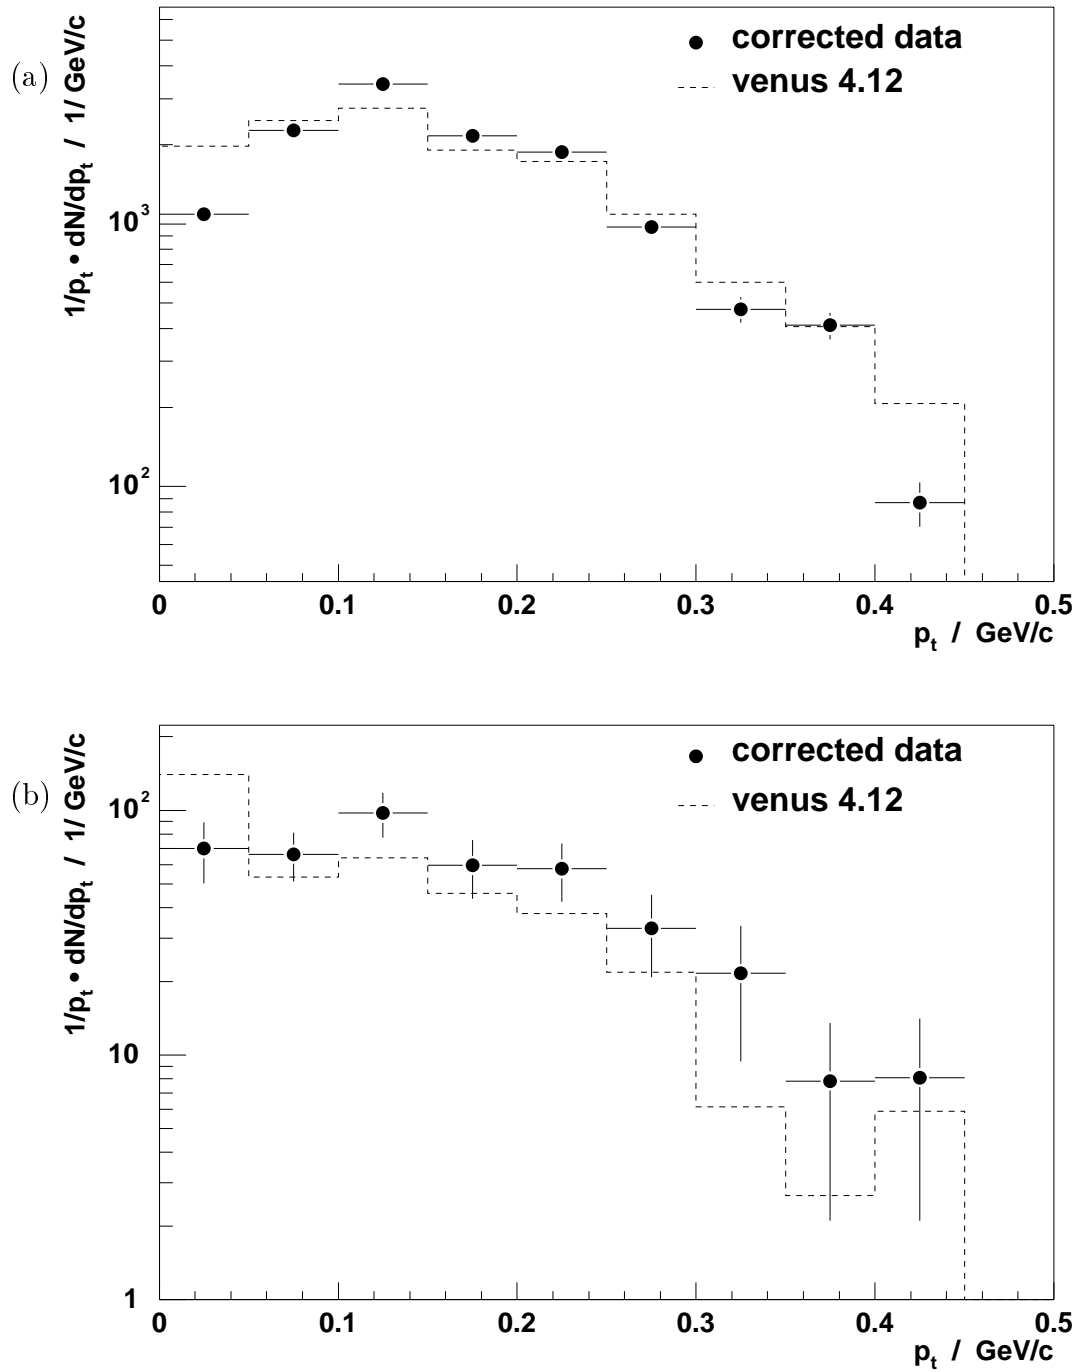 (a)
1/p_t • dN/dp_t / 1/ GeV/c
corrected data
venus 4.12
10^3
10^2
0 0.1 0.2 0.3 0.4 0.5
p_t / GeV/c
(b)
1/p_t • dN/dp_t / 1/ GeV/c
corrected data
venus 4.12
10^2
10
1
0 0.1 0.2 0.3 0.4 0.5
p_t / GeV/c